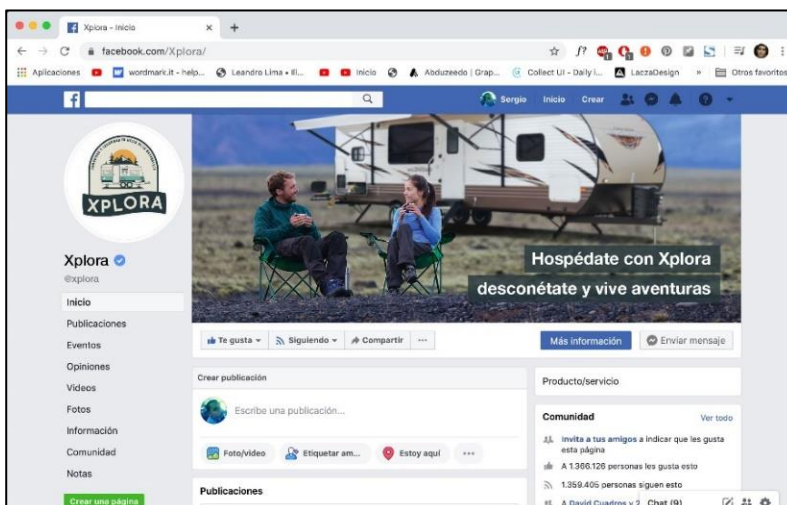 Xplora - Inicio
facebook.com/Xplora/
f?
Aplicaciones
wordmark.it - help...
Leandro Lima • Ill...
Inicio
Abduzeedo | Grap...
Collect UI - Daily i...
LaczaDesign
»
Otros favoritos
Sergio
Inicio
Crear
XPLORA
Xplora
@xplora
Hospédate con Xplora
desconétate y vive aventuras
Inicio
Publicaciones
Eventos
Opiniones
Vídeos
Fotos
Información
Comunidad
Notas
Crear una página
Te gusta
Siguiendo
Compartir
Más información
Enviar mensaje
Crear publicación
Escribe una publicación...
Foto/video
Etiquetar am...
Estoy aquí
Publicaciones
Producto/servicio
Comunidad
Ver todo
Invita a tus amigos a indicar que les gusta
esta página
A 1.366.126 personas les gusta esto
1.359.405 personas siguen esto
A David Cuadros y 2
Chat (9)